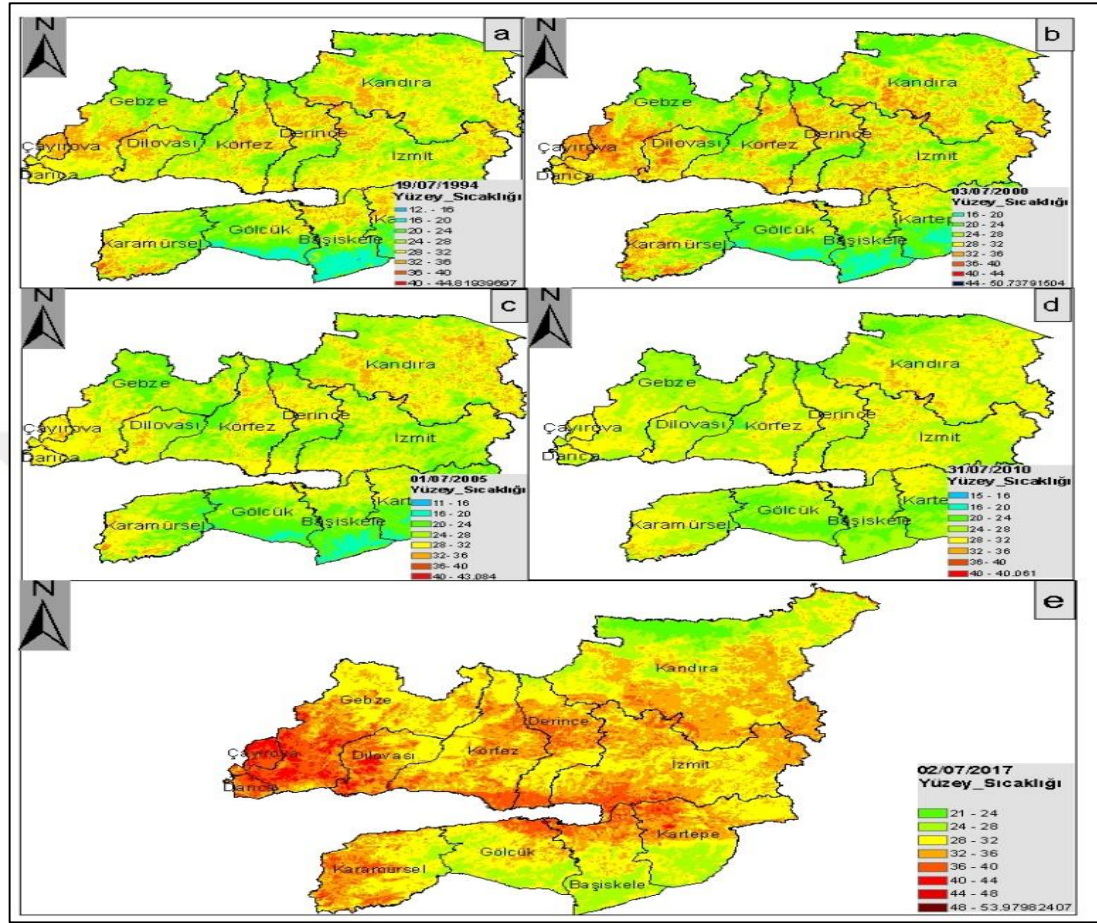 N
a
Kandıra
Gebze
Çayırova
Dilovası
Körfez
Derince
İzmit
Darıca
19/07/1994
Yüzey_Sıcaklığı
12. - 16
16 - 20
20 - 24
24 - 28
28 - 32
32 - 36
36 - 40
40 - 44.81939697
Karamürsel
Gölcük
Başiskele
Ka
N
b
Kandıra
Gebze
Çayırova
Dilovası
Körfez
Derince
İzmit
Darıca
03/07/2000
Yüzey_Sıcaklığı
16 - 20
20 - 24
24 - 28
28 - 32
32 - 36
36 - 40
40 - 44
44 - 50.73791504
Karamürsel
Gölcük
Başiskele
Kartep
N
c
Kandıra
Gebze
Çayırova
Dilovası
Körfez
Derince
İzmit
Darıca
01/07/2005
Yüzey_Sıcaklığı
11 - 16
16 - 20
20 - 24
24 - 28
28 - 32
32 - 36
36 - 40
40 - 43.084
Karamürsel
Gölcük
Başiskele
Kart
N
d
Kandıra
Gebze
Çayırova
Dilovası
Körfez
Derince
İzmit
Darıca
31/07/2010
Yüzey_Sıcaklığı
15 - 16
16 - 20
20 - 24
24 - 28
28 - 32
32 - 36
36 - 40
40 - 40.061
Karamürsel
Gölcük
Başiskele
Karte
N
e
Kandıra
Gebze
Çayırova
Dilovası
Körfez
Derince
İzmit
Darıca
Karamürsel
Gölcük
Başiskele
Kartepe
02/07/2017
Yüzey_Sıcaklığı
21 - 24
24 - 28
28 - 32
32 - 36
36 - 40
40 - 44
44 - 48
48 - 53.97982407